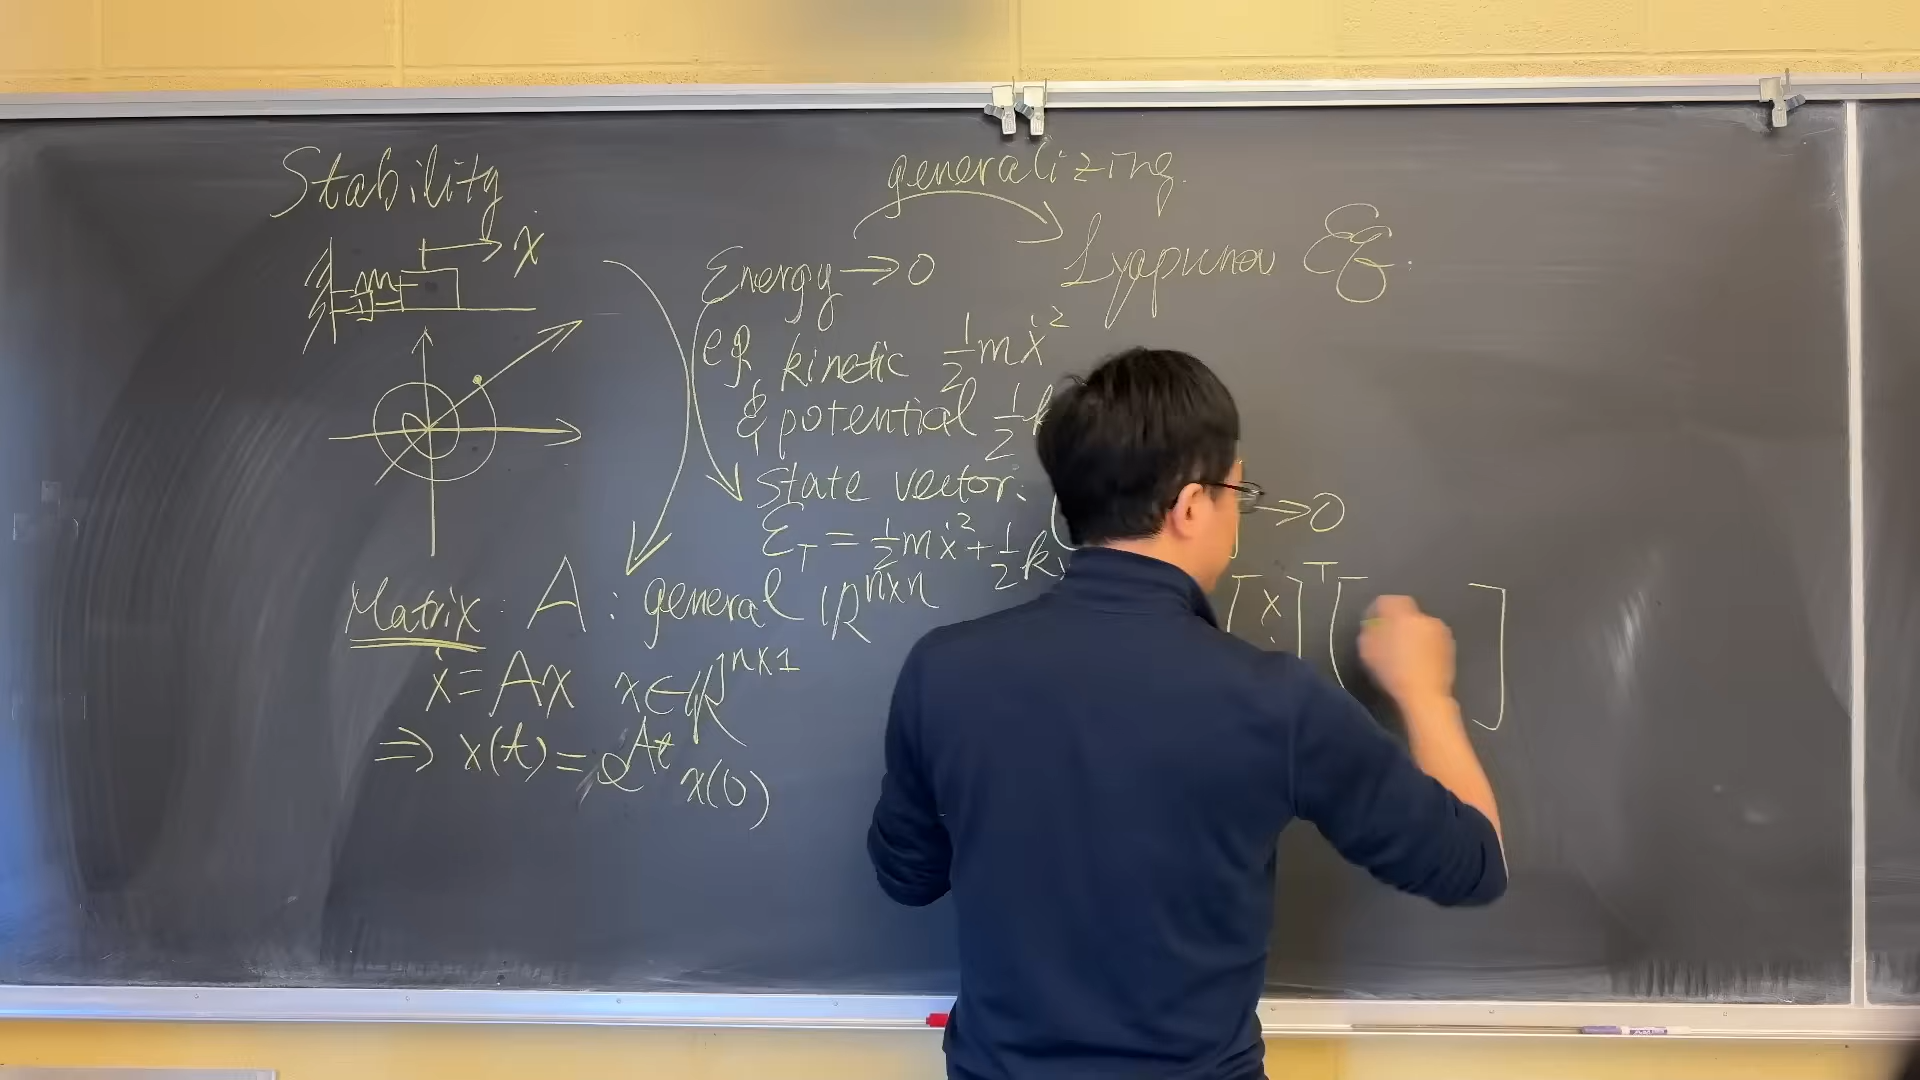 Stability
x
Matrix: A: general ℝ^{n×n}
ẋ = Ax x ∈ ℝ^{n×1}
⇒ x(t) = e^{At} x(0)
generalizing
Energy → 0 Lyapunov Eq.
eg kinetic ½mẋ²
& potential ½k
State vector: [ ] → 0
E_T = ½mẋ² + ½k
[x